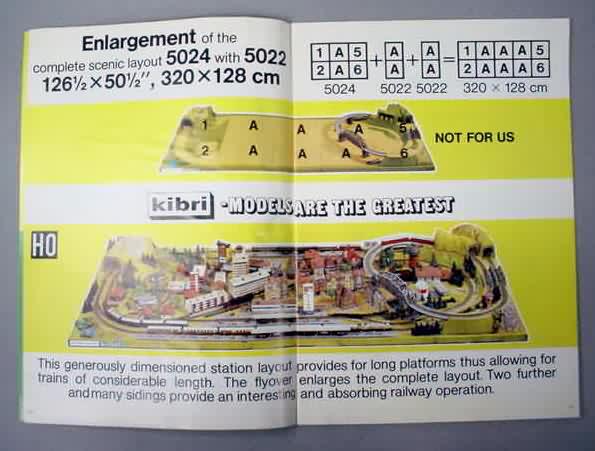 Enlargement of the
complete scenic layout 5024 with 5022
126½ × 50½", 320 × 128 cm
1 A 5 + A + A = 1 A A A 5
2 A 6 A A 2 A A A 6
5024 5022 5022 320 × 128 cm
1 A A A 5
2 A A A 6
NOT FOR US
kibri -MODELS ARE THE GREATEST
HO
This generously dimensioned station layout provides for long platforms thus allowing for
trains of considerable length. The flyover enlarges the complete layout. Two further
and many sidings provide an interesting and absorbing railway operation.